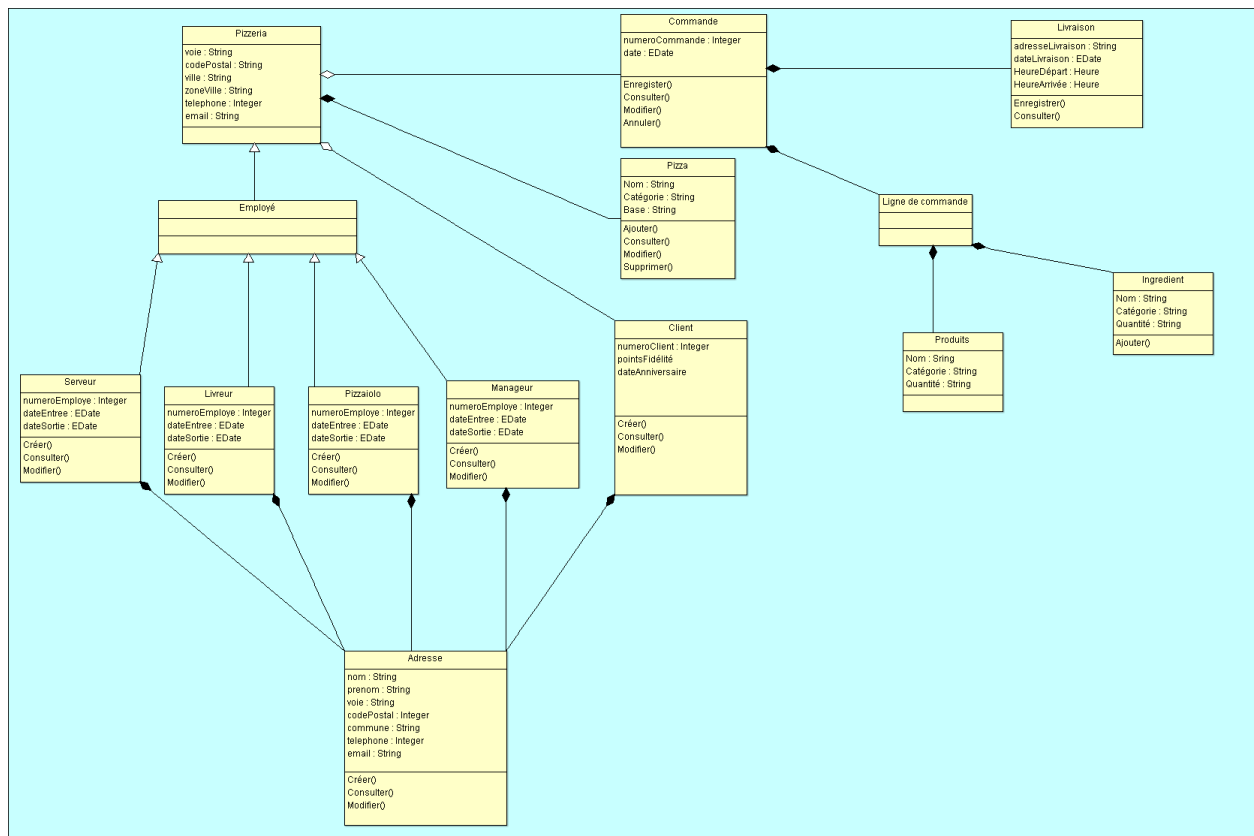 Pizzeria
voie : String
codePostal : String
ville : String
zoneVille : String
telephone : Integer
email : String
Commande
numeroCommande : Integer
date : EDate
Enregister()
Consulter()
Modifier()
Annuler()
Livraison
adresseLivraison : String
dateLivraison : EDate
HeureDépart : Heure
HeureArrivée : Heure
Enregistrer()
Consulter()
Pizza
Nom : String
Catégorie : String
Base : String
Ajouter()
Consulter()
Modifier()
Supprimer()
Employé
Ligne de commande
Ingredient
Nom : String
Catégorie : String
Quantité : String
Ajouter()
Produits
Nom : Sring
Catégorie : String
Quantité : String
Client
numeroClient : Integer
pointsFidélité
dateAnniversaire
Créer()
Consulter()
Modifier()
Serveur
numeroEmploye : Integer
dateEntree : EDate
dateSortie : EDate
Créer()
Consulter()
Modifier()
Livreur
numeroEmploye : Integer
dateEntree : EDate
dateSortie : EDate
Créer()
Consulter()
Modifier()
Pizzaiolo
numeroEmploye : Integer
dateEntree : EDate
dateSortie : EDate
Créer()
Consulter()
Modifier()
Manageur
numeroEmploye : Integer
dateEntree : EDate
dateSortie : EDate
Créer()
Consulter()
Modifier()
Adresse
nom : String
prenom : String
voie : String
codePostal : Integer
commune : String
telephone : Integer
email : String
Créer()
Consulter()
Modifier()